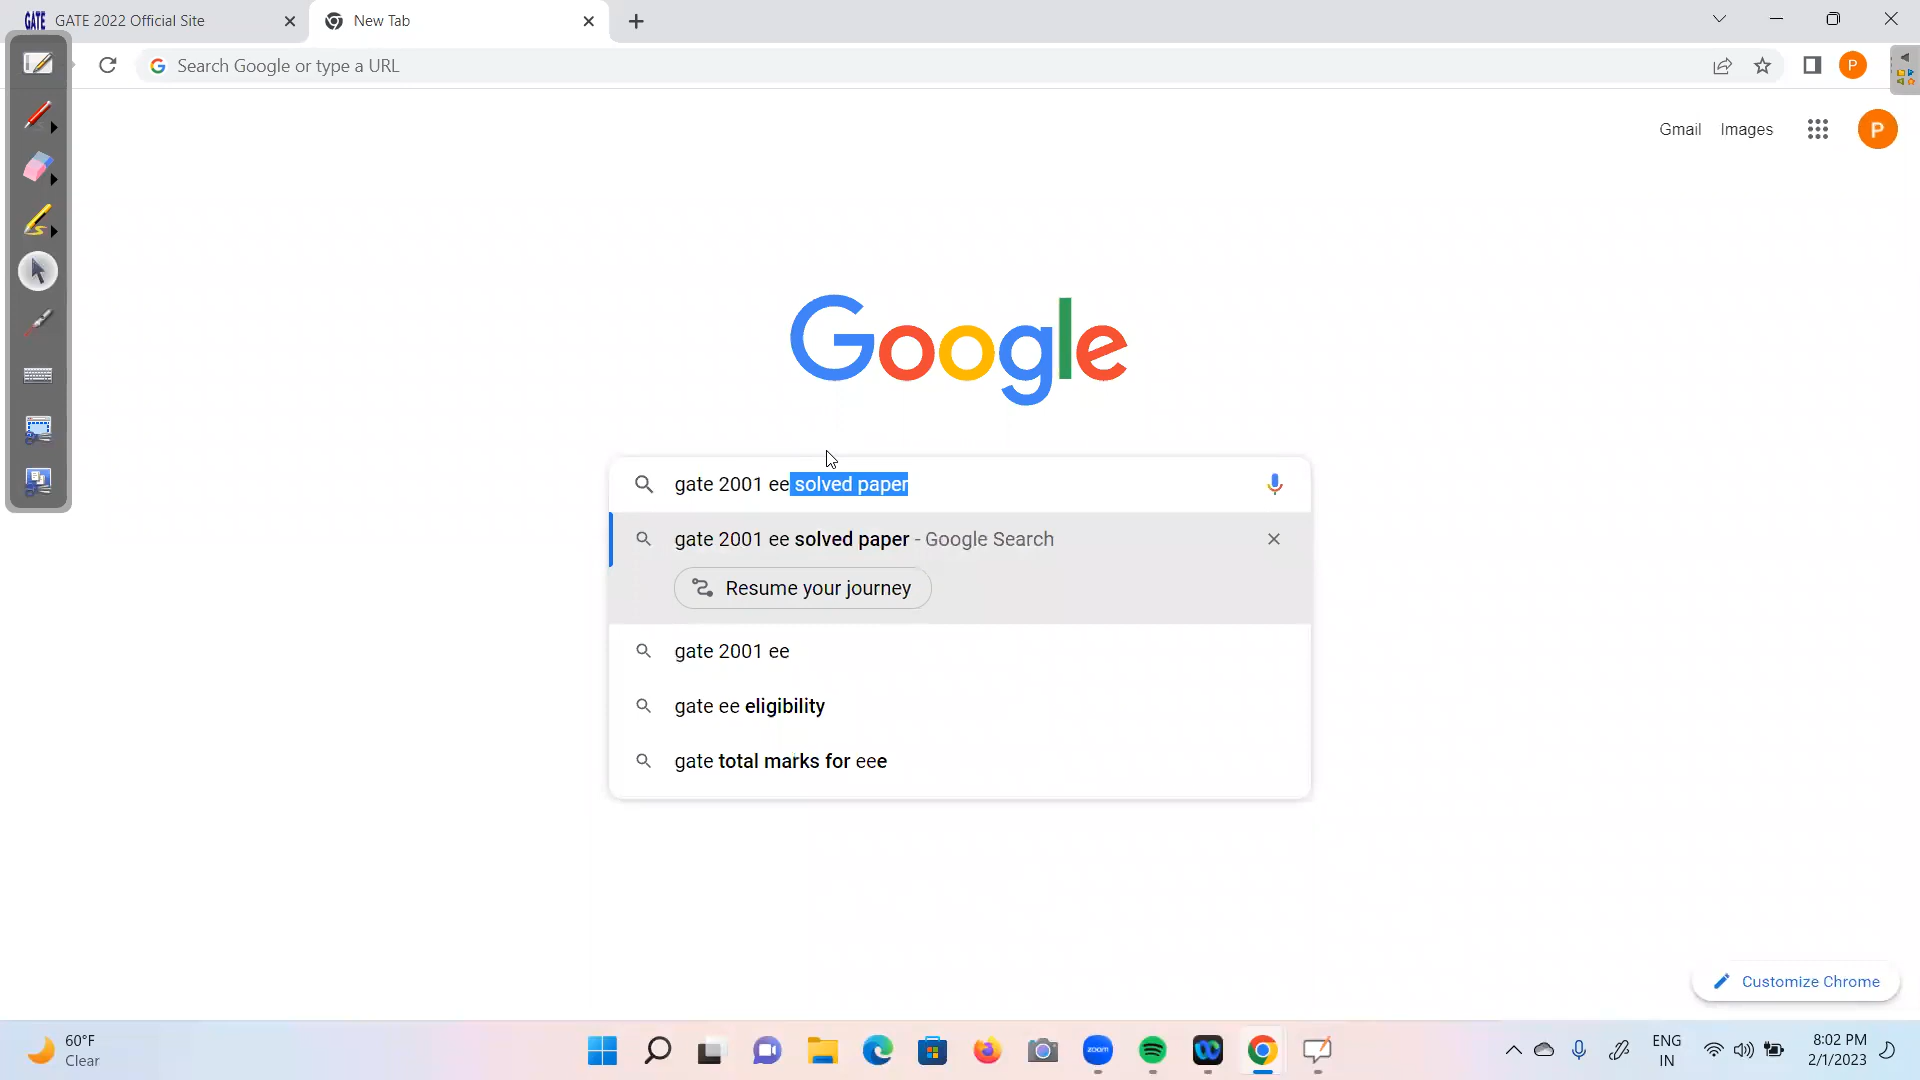 GATE GATE 2022 Official Site
New Tab
Search Google or type a URL
P
Gmail Images P
Google
gate 2001 ee solved paper
gate 2001 ee solved paper - Google Search
Resume your journey
gate 2001 ee
gate ee eligibility
gate total marks for eee
Customize Chrome
60°F
Clear
zoom
ENG
IN
8:02 PM
2/1/2023